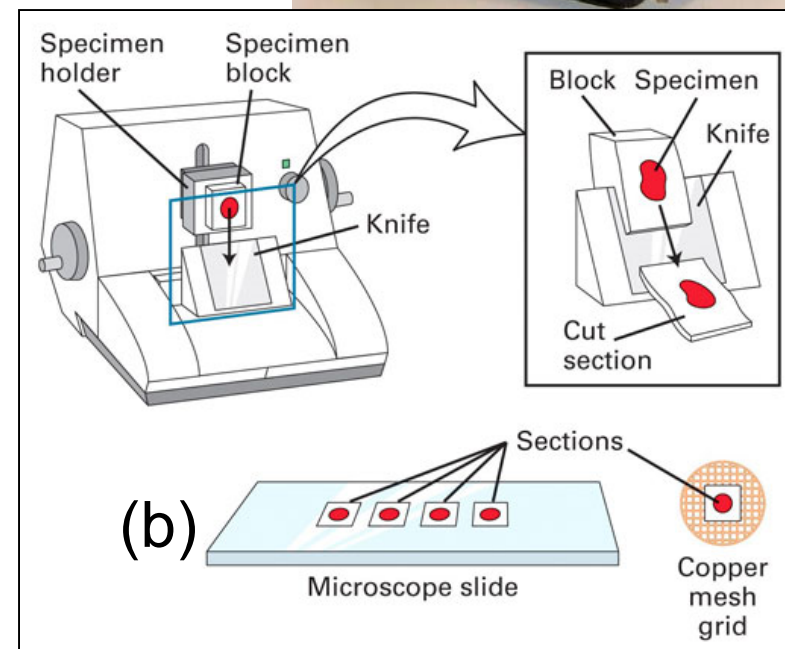 Specimen
holder
Specimen
block
Knife
Block
Specimen
Knife
Cut
section
Sections
(b)
Microscope slide
Copper
mesh
grid